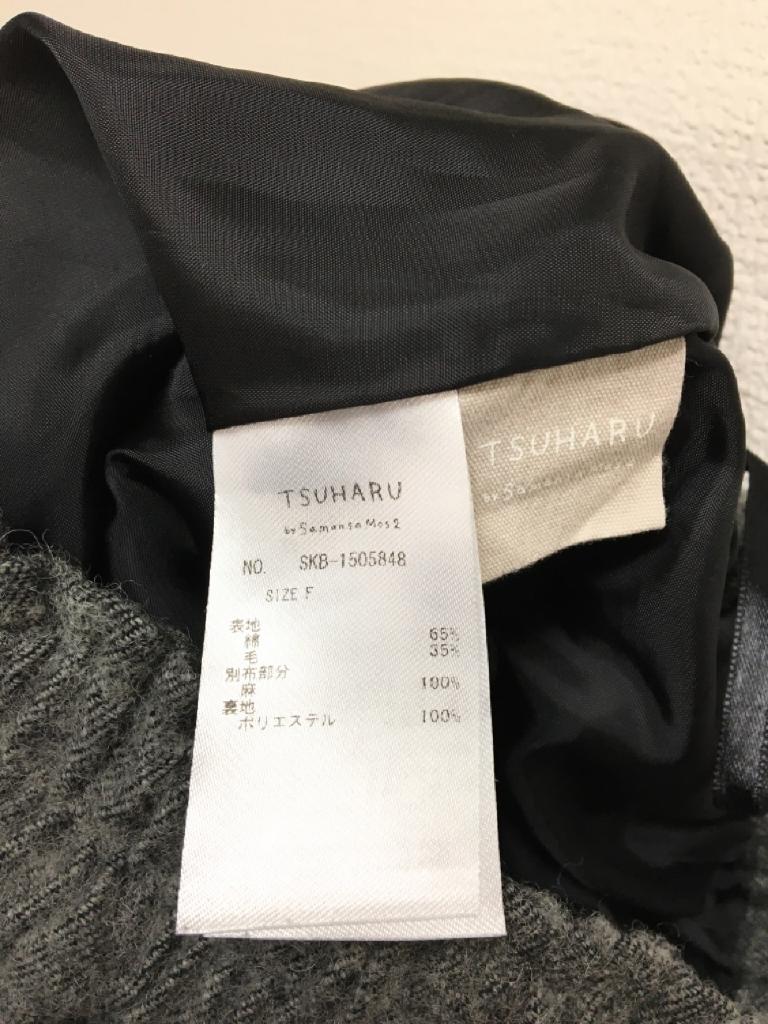 TSUHARU
by Samansa Mos2
NO. SKB-1505848
SIZE F
表地
綿 65%
毛 35%
別布部分
麻 100%
裏地
ポリエステル 100%
TSUHARU
by